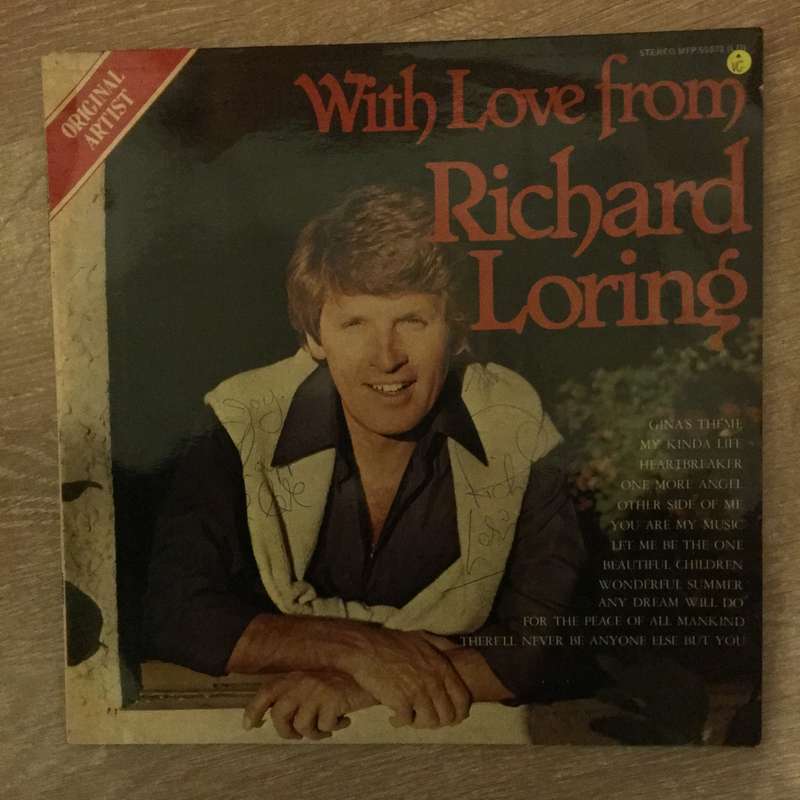 ORIGINAL
ARTIST
STEREO MFP
With Love from
Richard
Loring
GINA'S THEME
MY KINDA LIFE
HEARTBREAKER
ONE MORE ANGEL
OTHER SIDE OF ME
YOU ARE MY MUSIC
LET ME BE THE ONE
BEAUTIFUL CHILDREN
WONDERFUL SUMMER
ANY DREAM WILL DO
FOR THE PEACE OF ALL MANKIND
THERE'LL NEVER BE ANYONE ELSE BUT YOU